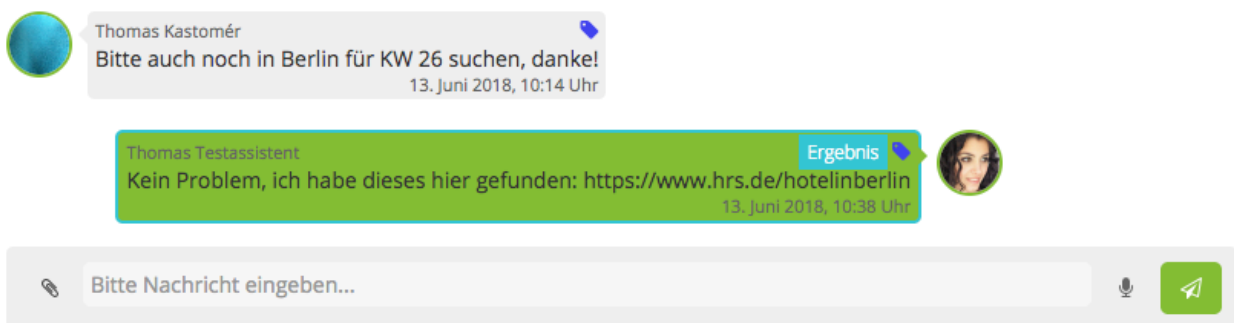 Thomas Kastomér
Bitte auch noch in Berlin für KW 26 suchen, danke!
13. Juni 2018, 10:14 Uhr
Thomas Testassistent
Ergebnis
Kein Problem, ich habe dieses hier gefunden: https://www.hrs.de/hotelinberlin
13. Juni 2018, 10:38 Uhr
Bitte Nachricht eingeben...